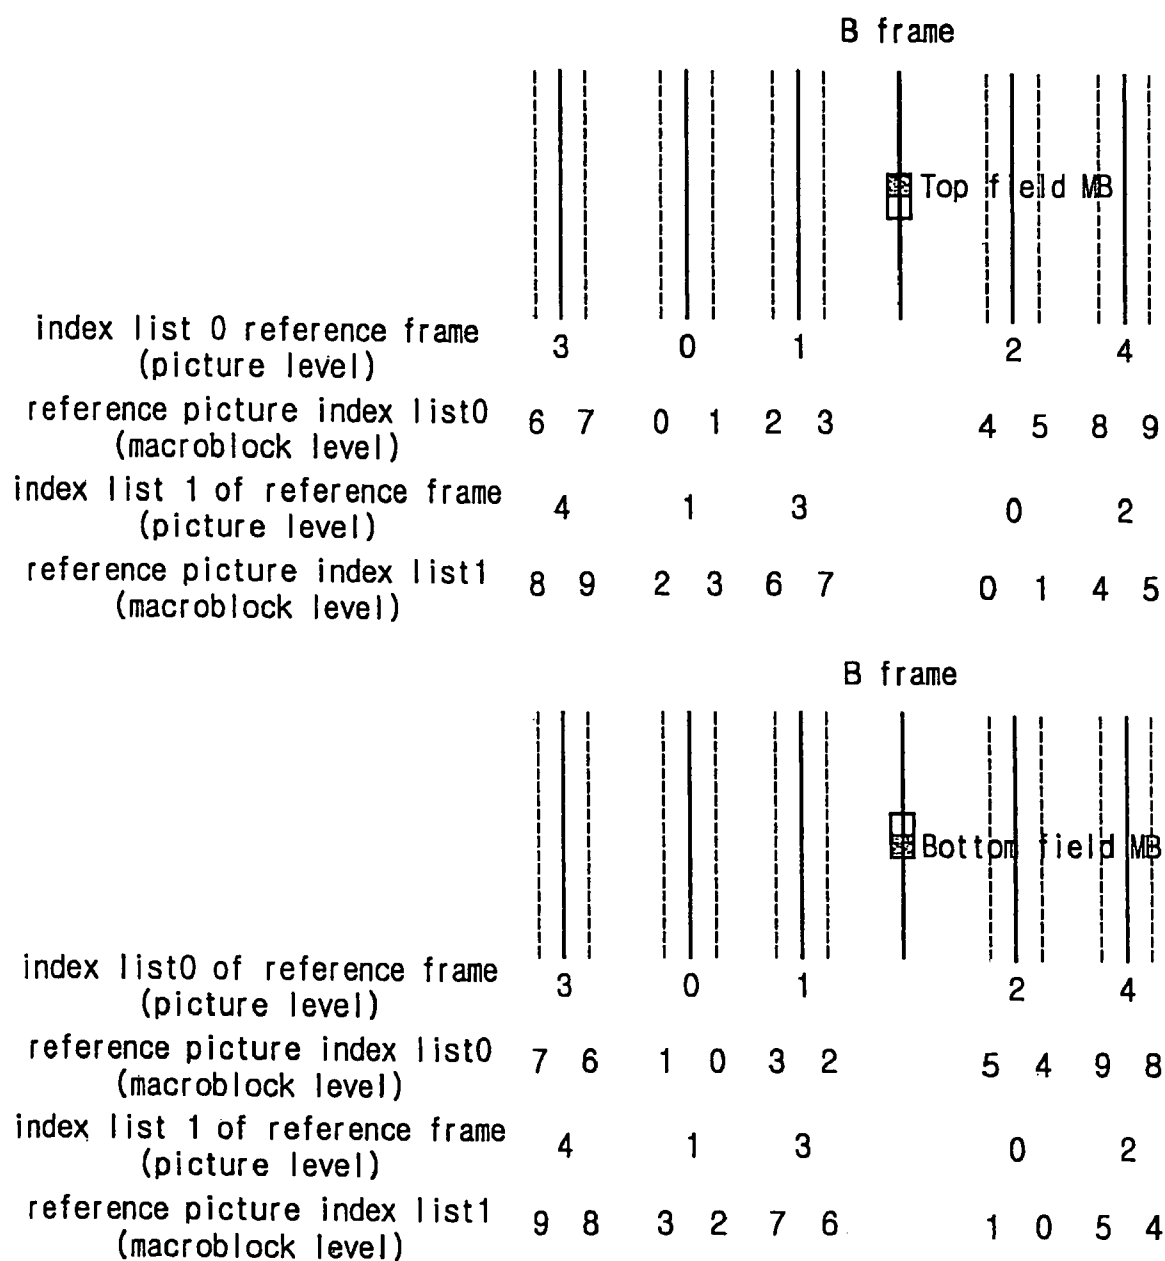 B frame
Top field MB
index list 0 reference frame
(picture level)
3 0 1 2 4
reference picture index list0
(macroblock level)
6 7 0 1 2 3 4 5 8 9
index list 1 of reference frame
(picture level)
4 1 3 0 2
reference picture index list1
(macroblock level)
8 9 2 3 6 7 0 1 4 5
B frame
Bottom field MB
index list0 of reference frame
(picture level)
3 0 1 2 4
reference picture index list0
(macroblock level)
7 6 1 0 3 2 5 4 9 8
index list 1 of reference frame
(picture level)
4 1 3 0 2
reference picture index list1
(macroblock level)
9 8 3 2 7 6 1 0 5 4